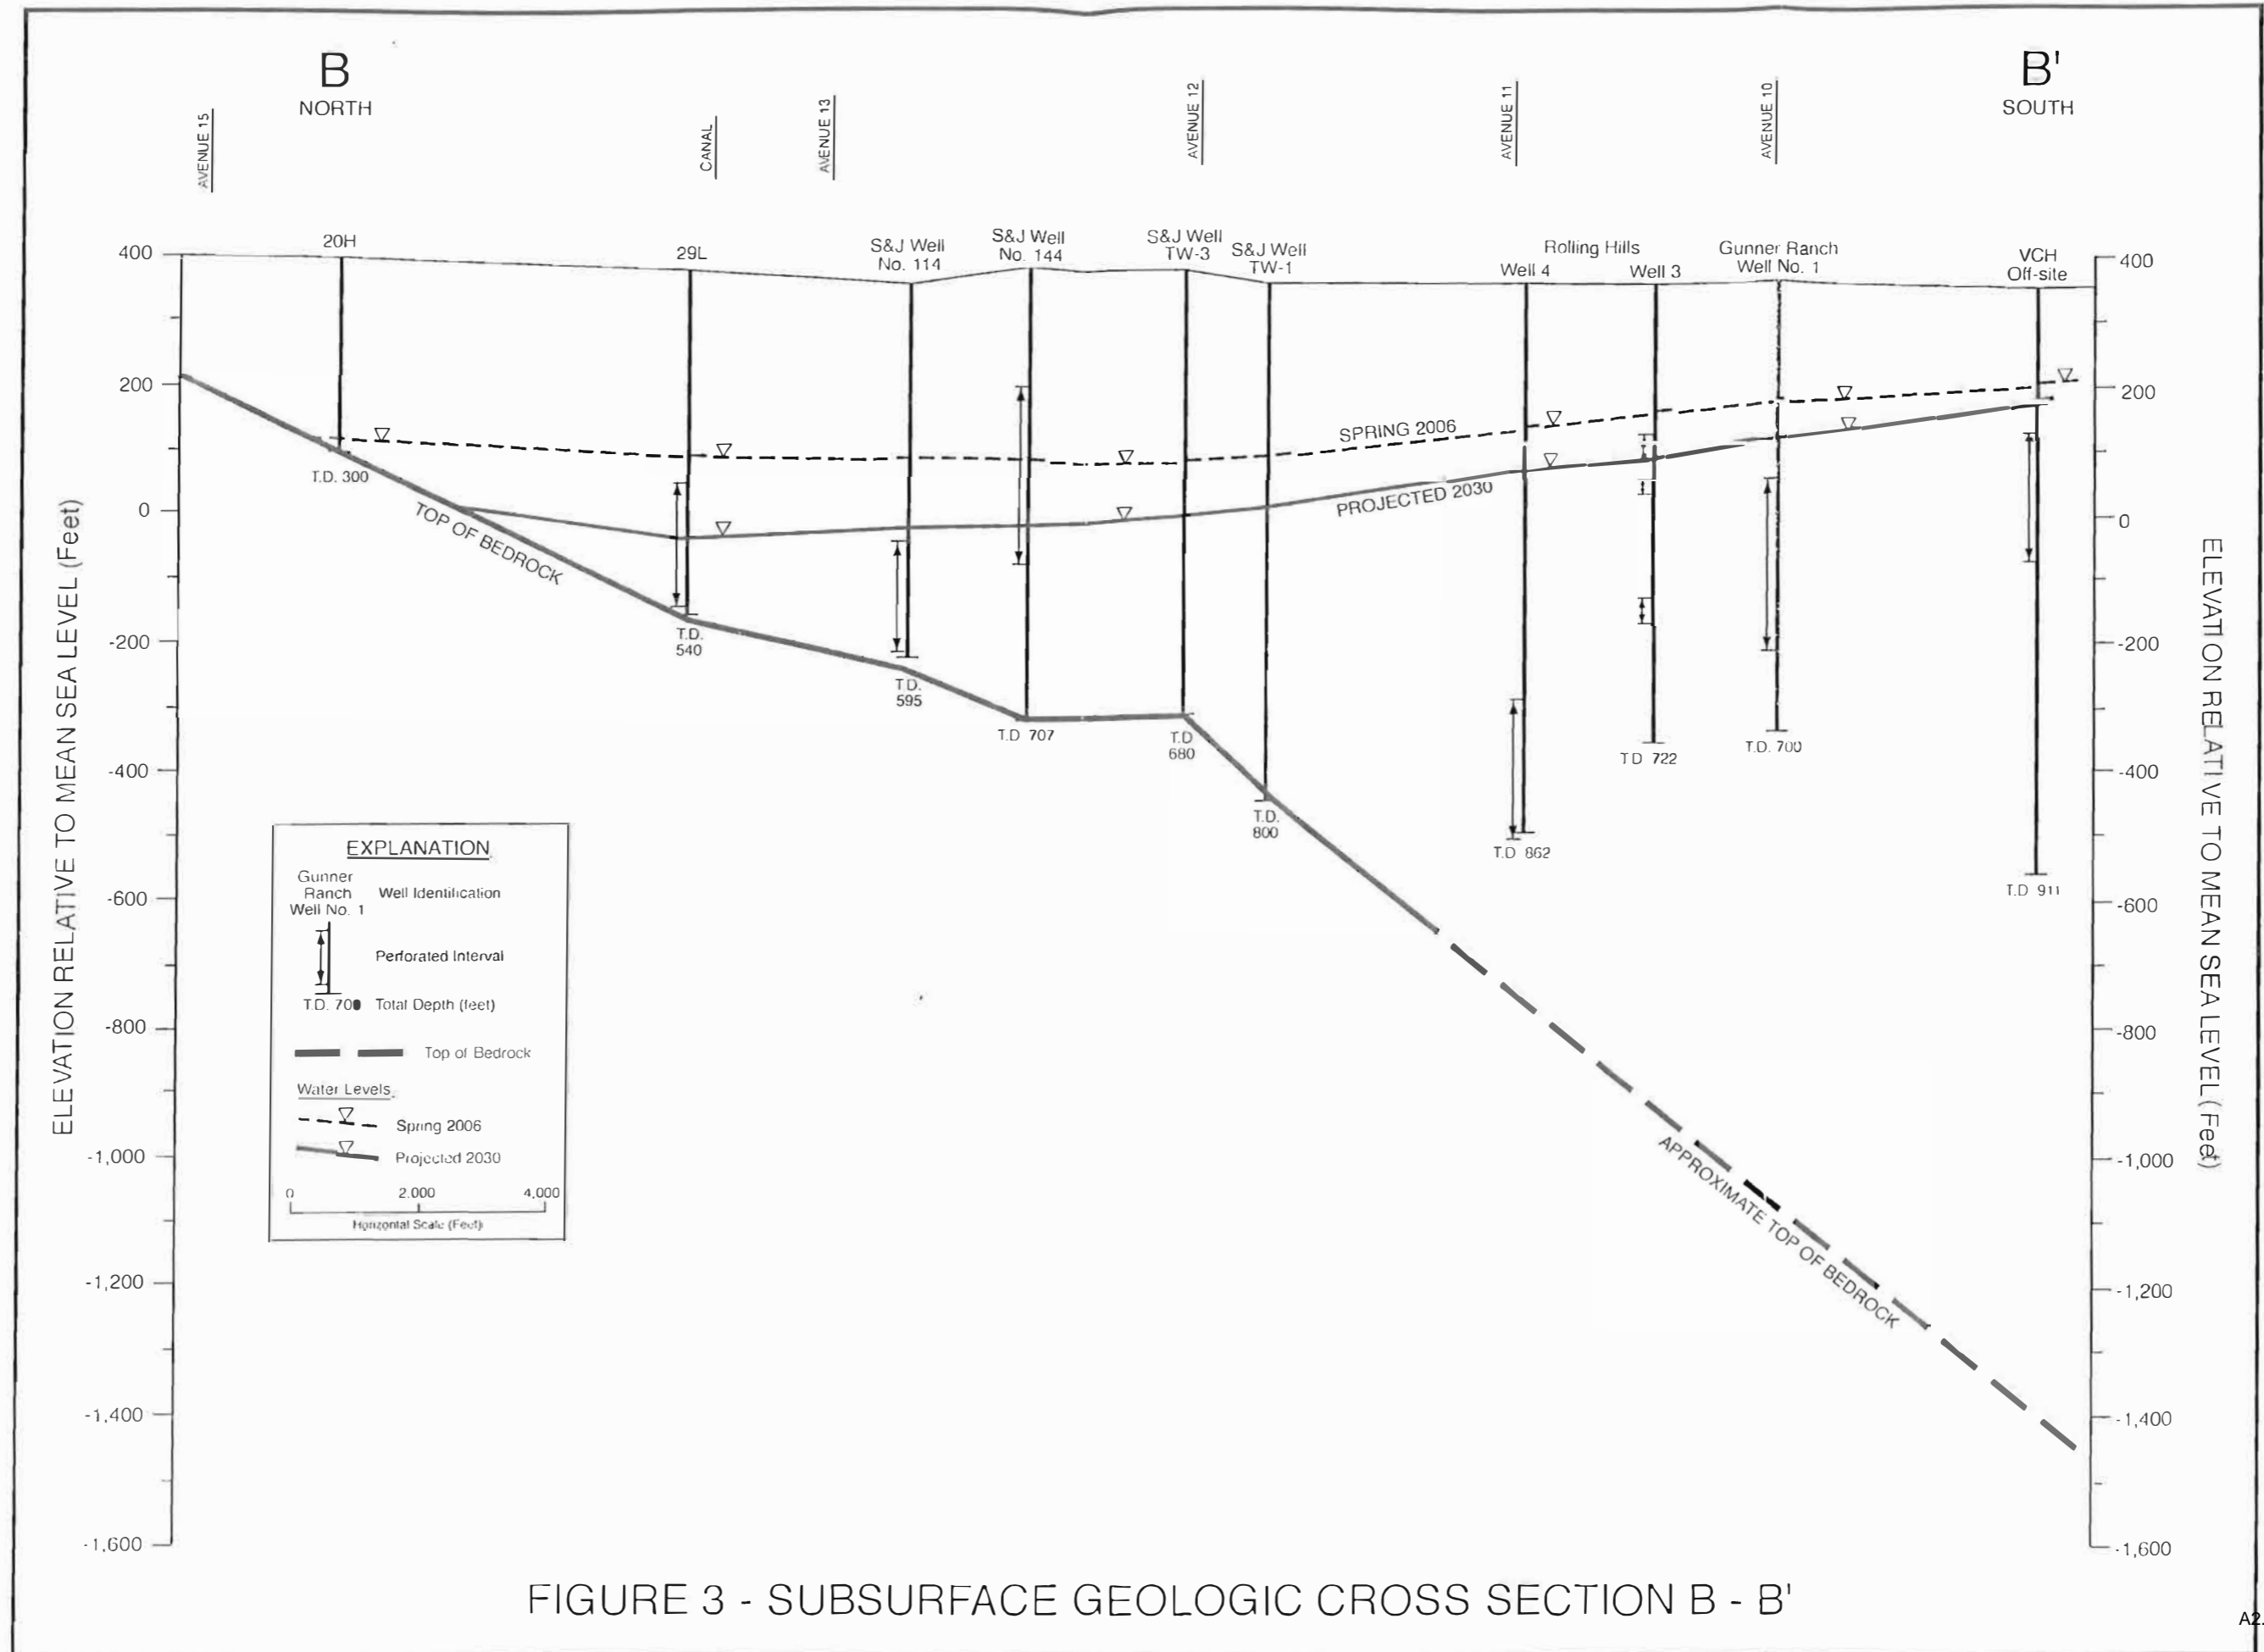 B
NORTH
B'
SOUTH
AVENUE 15
CANAL
AVENUE 13
AVENUE 12
AVENUE 11
AVENUE 10
20H
29L
S&J Well
No. 114
S&J Well
No. 144
S&J Well
TW-3
S&J Well
TW-1
Rolling Hills
Well 4
Well 3
Gunner Ranch
Well No. 1
VCH
Off-site
ELEVATION RELATIVE TO MEAN SEA LEVEL (Feet)
400
200
0
-200
-400
-600
-800
-1,000
-1,200
-1,400
-1,600
SPRING 2006
PROJECTED 2030
TOP OF BEDROCK
APPROXIMATE TOP OF BEDROCK
T.D. 300
T.D.
540
T.D.
595
T.D 707
T.D
680
T.D.
800
T.D 862
T.D 722
T.D. 700
T.D 911
400
200
0
-200
-400
-600
-800
-1,000
-1,200
-1,400
-1,600
ELEVATION RELATIVE TO MEAN SEA LEVEL (Feet)
EXPLANATION
Gunner
Ranch
Well No. 1
Well Identification
Perforated Interval
T.D. 700 Total Depth (feet)
Top of Bedrock
Water Levels
Spring 2006
Projected 2030
0 2.000 4,000
Horizontal Scale (Feet)
FIGURE 3 - SUBSURFACE GEOLOGIC CROSS SECTION B - B'
A2.